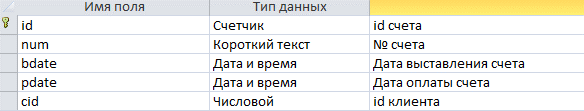 Имя поля Тип данных
id Счетчик id счета
num Короткий текст № счета
bdate Дата и время Дата выставления счета
pdate Дата и время Дата оплаты счета
cid Числовой id клиента